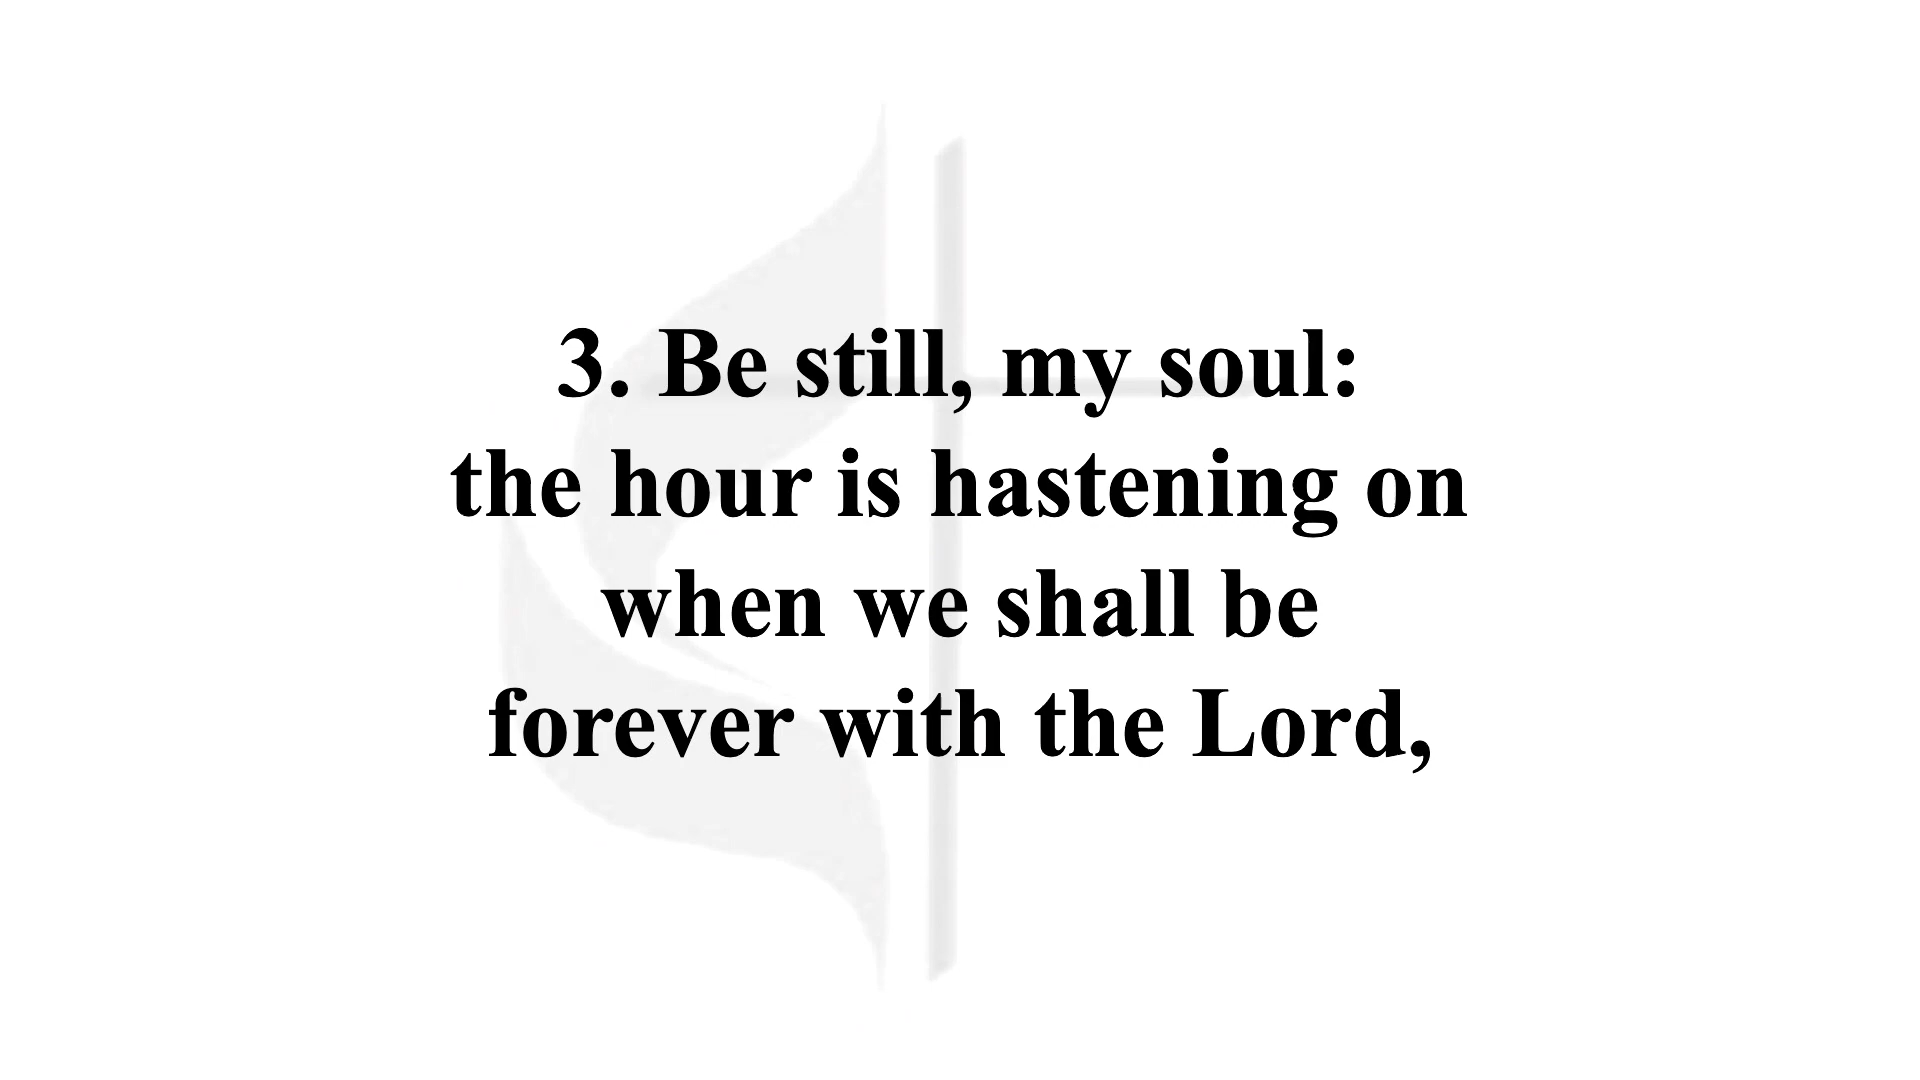 3. Be still, my soul:
the hour is hastening on
when we shall be
forever with the Lord,